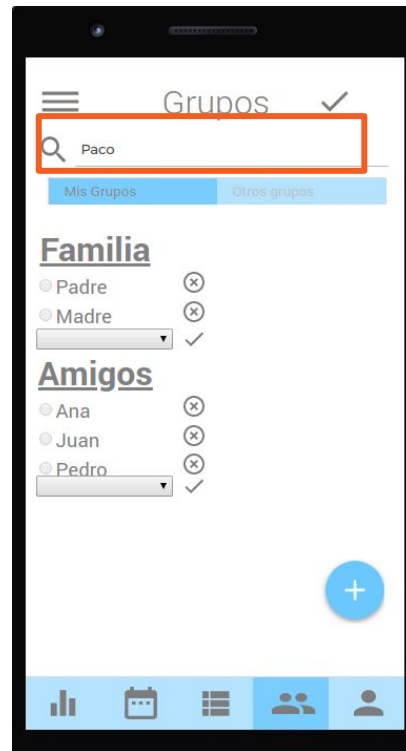 Grupos
Paco
Mis Grupos Otros grupos
Familia
Padre
Madre
Amigos
Ana
Juan
Pedro